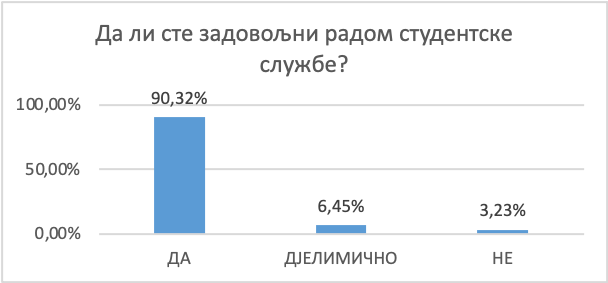 Да ли сте задовољни радом студентске
службе?
90,32%
100,00%
6,45%
3,23%
50,00%
0,00%
ДА ДЈЕЛИМИЧНО НЕ